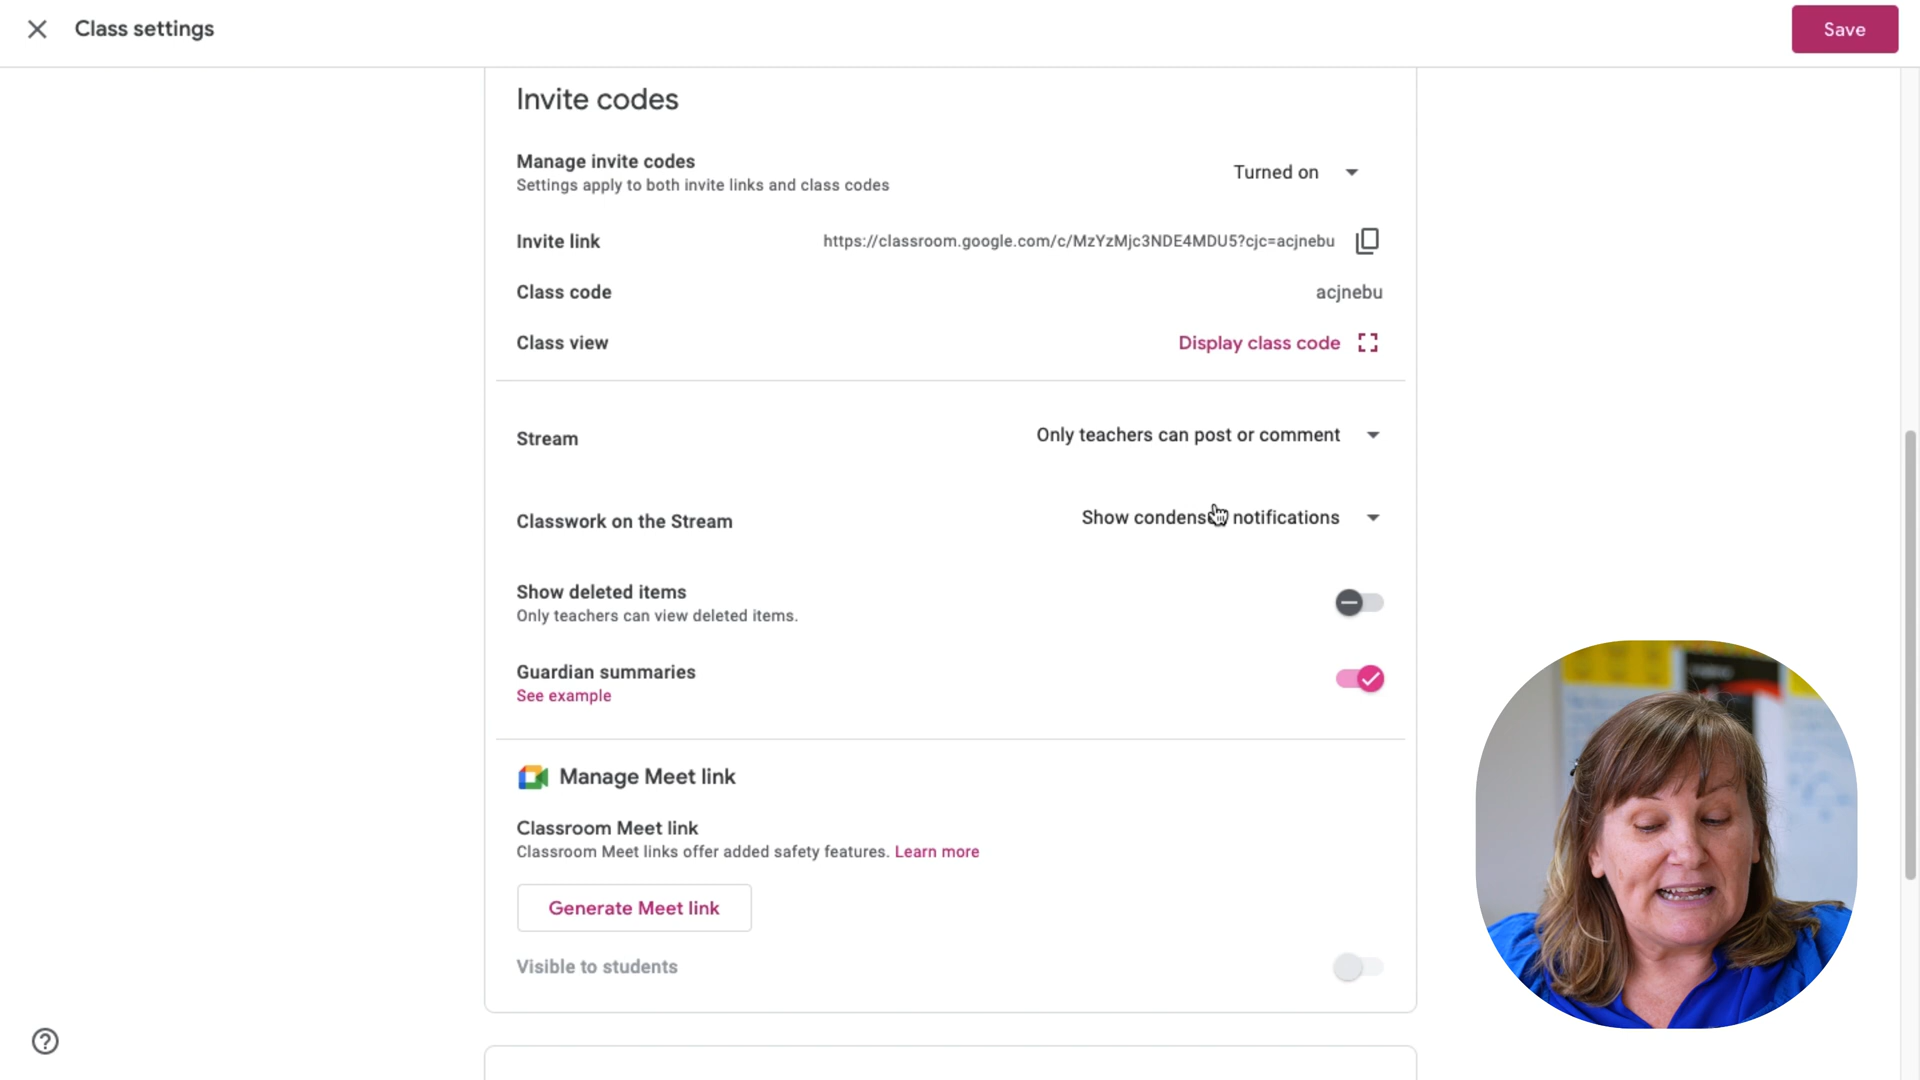 Class settings
Save
Invite codes
Manage invite codes
Settings apply to both invite links and class codes
Turned on
Invite link
https://classroom.google.com/c/MzYzMjc3NDE4MDU5?cjc=acjnebu
Class code
acjnebu
Class view
Display class code
Stream
Only teachers can post or comment
Classwork on the Stream
Show condensed notifications
Show deleted items
Only teachers can view deleted items.
Guardian summaries
See example
Manage Meet link
Classroom Meet link
Classroom Meet links offer added safety features. Learn more
Generate Meet link
Visible to students